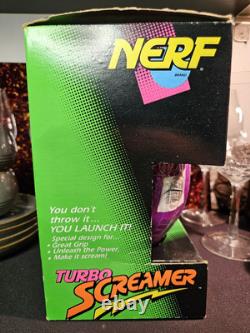 NERF
BRAND
You don't
throw it...
YOU LAUNCH IT!
Special design for...
• Great Grip
• Unleash the Power.
• Make it scream!
TURBO
SCREAMER
ebay